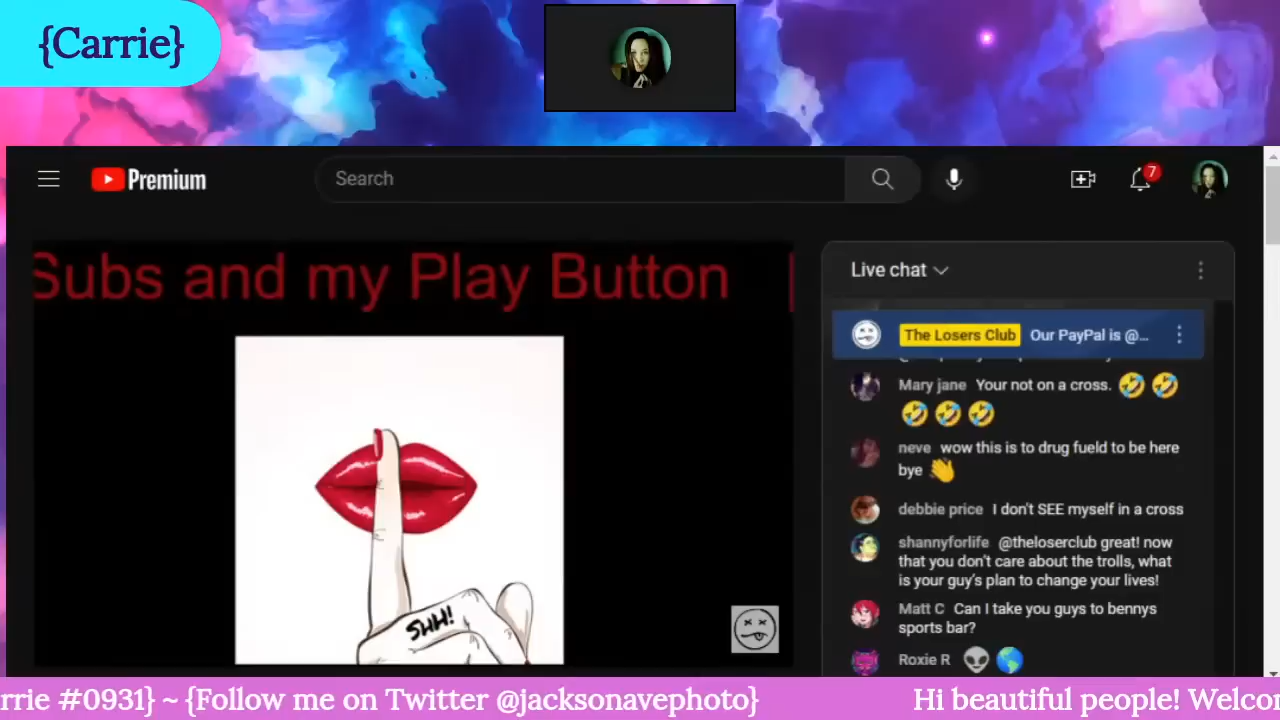 {Carrie}
Premium
Search
7
Subs and my Play Button
Live chat
The Losers Club Our PayPal is @...
Mary jane Your not on a cross. 🤣 🤣
🤣 🤣 🤣
neve wow this is to drug fueld to be here
bye 👋
debbie price I don't SEE myself in a cross
shannyforlife @theloserclub great! now
that you don't care about the trolls, what
is your guy's plan to change your lives!
Matt C Can I take you guys to bennys
sports bar?
Roxie R 👽 🌎
SHH!
rrie #0931} ~ {Follow me on Twitter @jacksonavephoto}
Hi beautiful people! Welcon